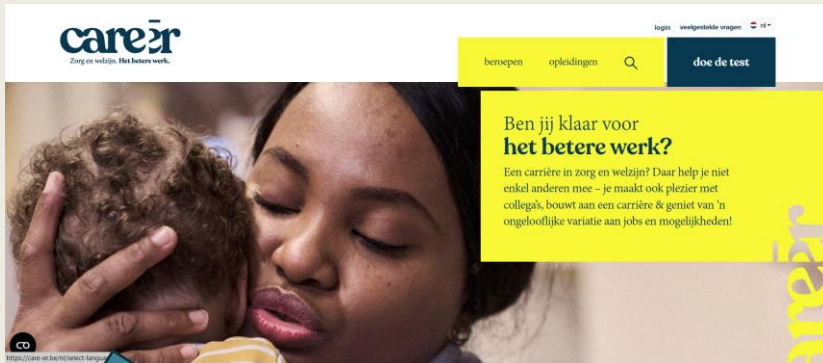 careër
Zorg en welzijn. Het betere werk.
login veelgestelde vragen nl
beroepen opleidingen
doe de test
Ben jij klaar voor
het betere werk?
Een carrière in zorg en welzijn? Daar help je niet
enkel anderen mee – je maakt ook plezier met
collega's, bouwt aan een carrière & geniet van 'n
ongelooflijke variatie aan jobs en mogelijkheden!
https://care-er.be/nl/select-langua